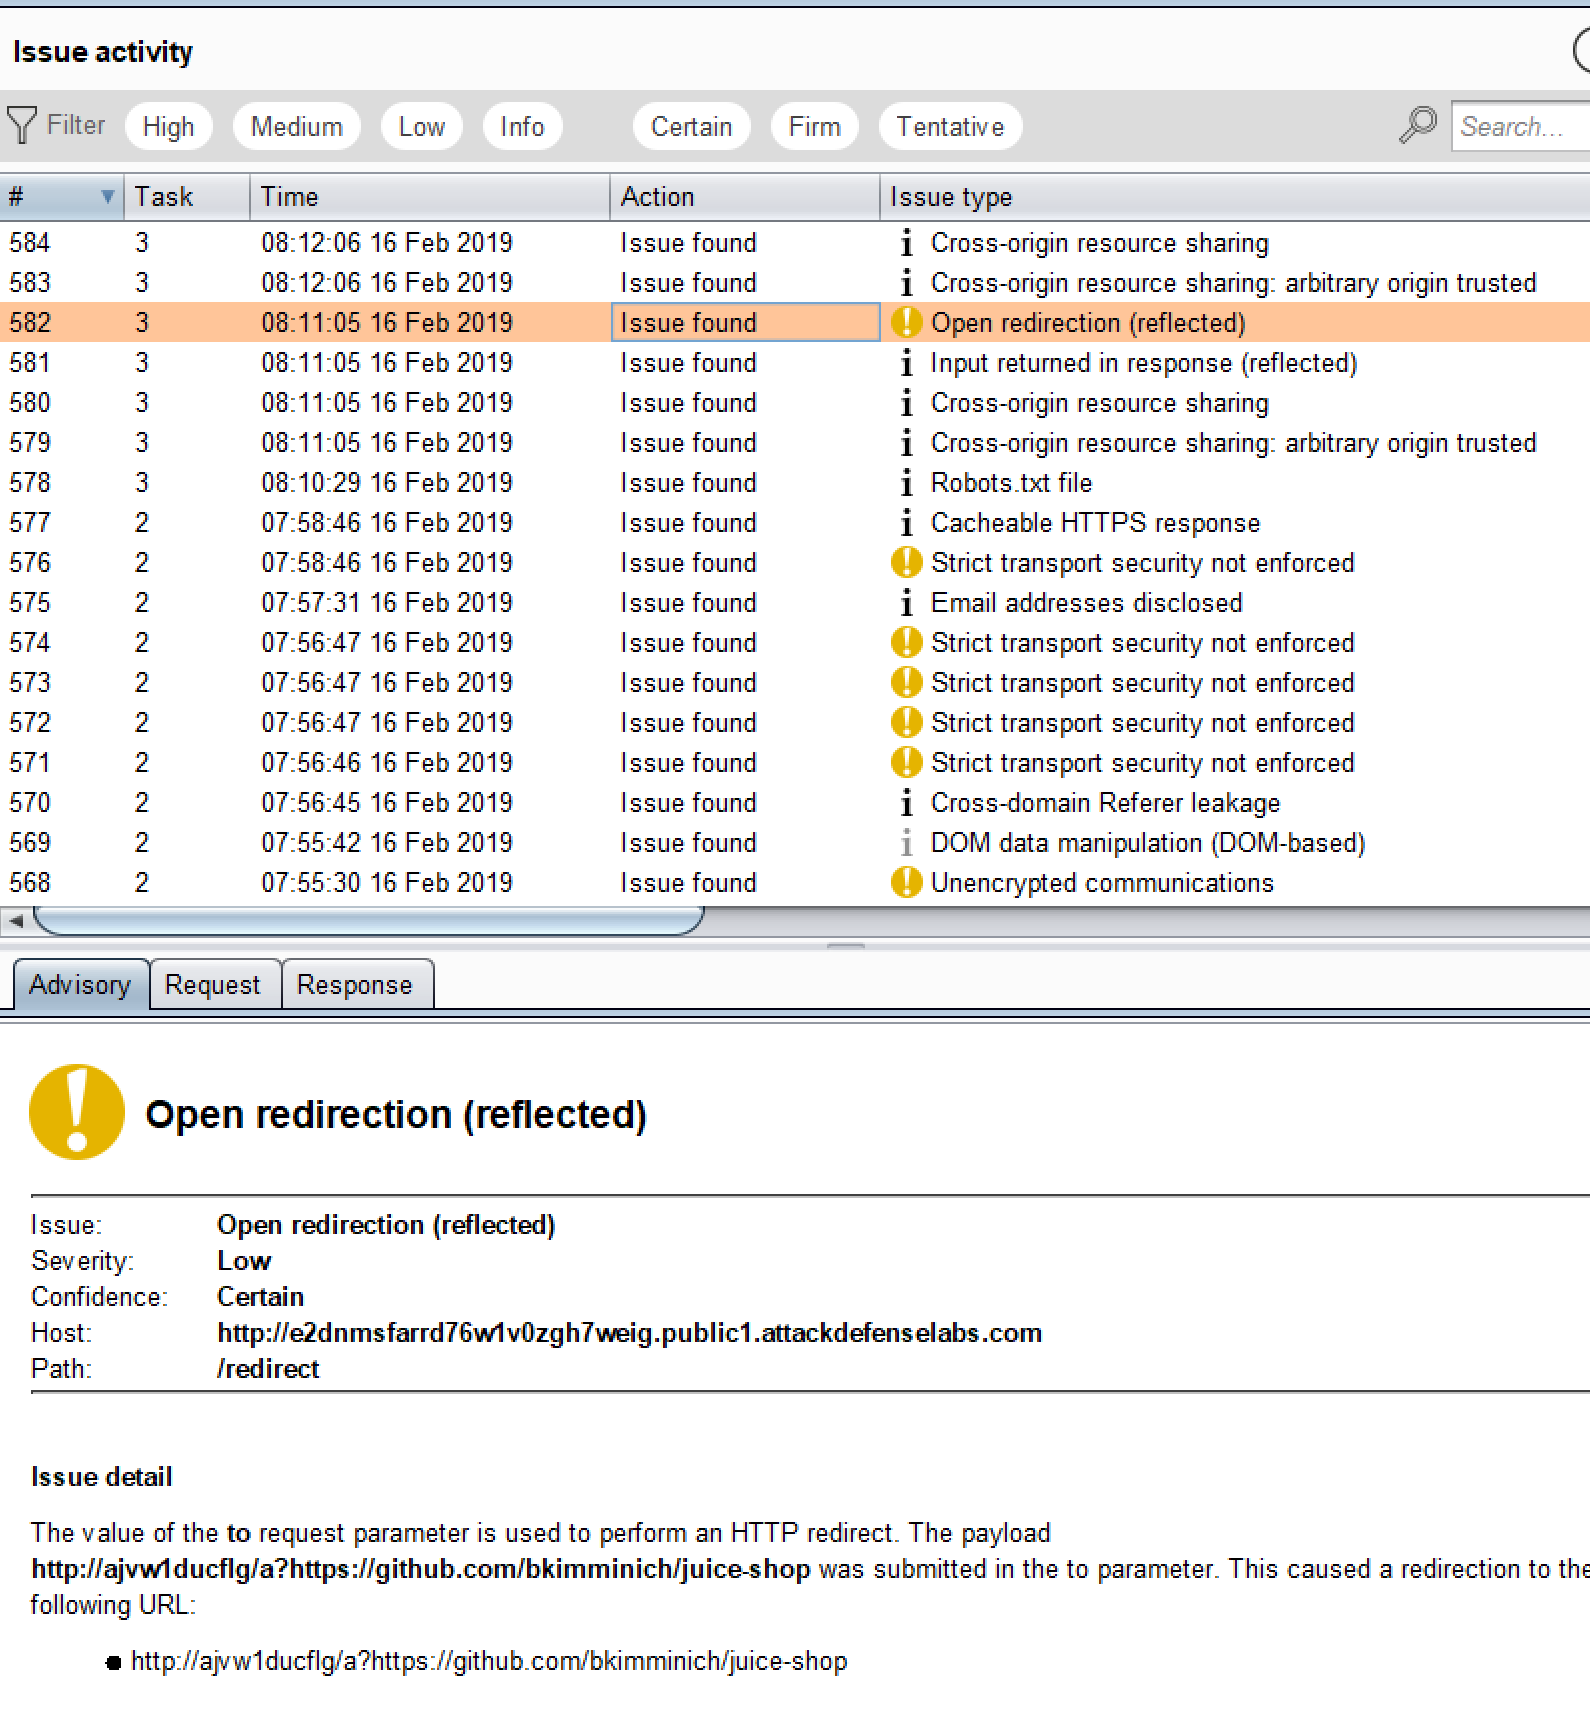 Issue activity
Filter High Medium Low Info Certain Firm Tentative Search...
# Task Time Action Issue type
584 3 08:12:06 16 Feb 2019 Issue found Cross-origin resource sharing
583 3 08:12:06 16 Feb 2019 Issue found Cross-origin resource sharing: arbitrary origin trusted
582 3 08:11:05 16 Feb 2019 Issue found Open redirection (reflected)
581 3 08:11:05 16 Feb 2019 Issue found Input returned in response (reflected)
580 3 08:11:05 16 Feb 2019 Issue found Cross-origin resource sharing
579 3 08:11:05 16 Feb 2019 Issue found Cross-origin resource sharing: arbitrary origin trusted
578 3 08:10:29 16 Feb 2019 Issue found Robots.txt file
577 2 07:58:46 16 Feb 2019 Issue found Cacheable HTTPS response
576 2 07:58:46 16 Feb 2019 Issue found Strict transport security not enforced
575 2 07:57:31 16 Feb 2019 Issue found Email addresses disclosed
574 2 07:56:47 16 Feb 2019 Issue found Strict transport security not enforced
573 2 07:56:47 16 Feb 2019 Issue found Strict transport security not enforced
572 2 07:56:47 16 Feb 2019 Issue found Strict transport security not enforced
571 2 07:56:46 16 Feb 2019 Issue found Strict transport security not enforced
570 2 07:56:45 16 Feb 2019 Issue found Cross-domain Referer leakage
569 2 07:55:42 16 Feb 2019 Issue found DOM data manipulation (DOM-based)
568 2 07:55:30 16 Feb 2019 Issue found Unencrypted communications
Advisory Request Response
Open redirection (reflected)
Issue: Open redirection (reflected)
Severity: Low
Confidence: Certain
Host: http://e2dnmsfarrd76w1v0zgh7weig.public1.attackdefenselabs.com
Path: /redirect
Issue detail
The value of the to request parameter is used to perform an HTTP redirect. The payload
http://ajvw1ducflg/a?https://github.com/bkimminich/juice-shop was submitted in the to parameter. This caused a redirection to the
following URL:
● http://ajvw1ducflg/a?https://github.com/bkimminich/juice-shop